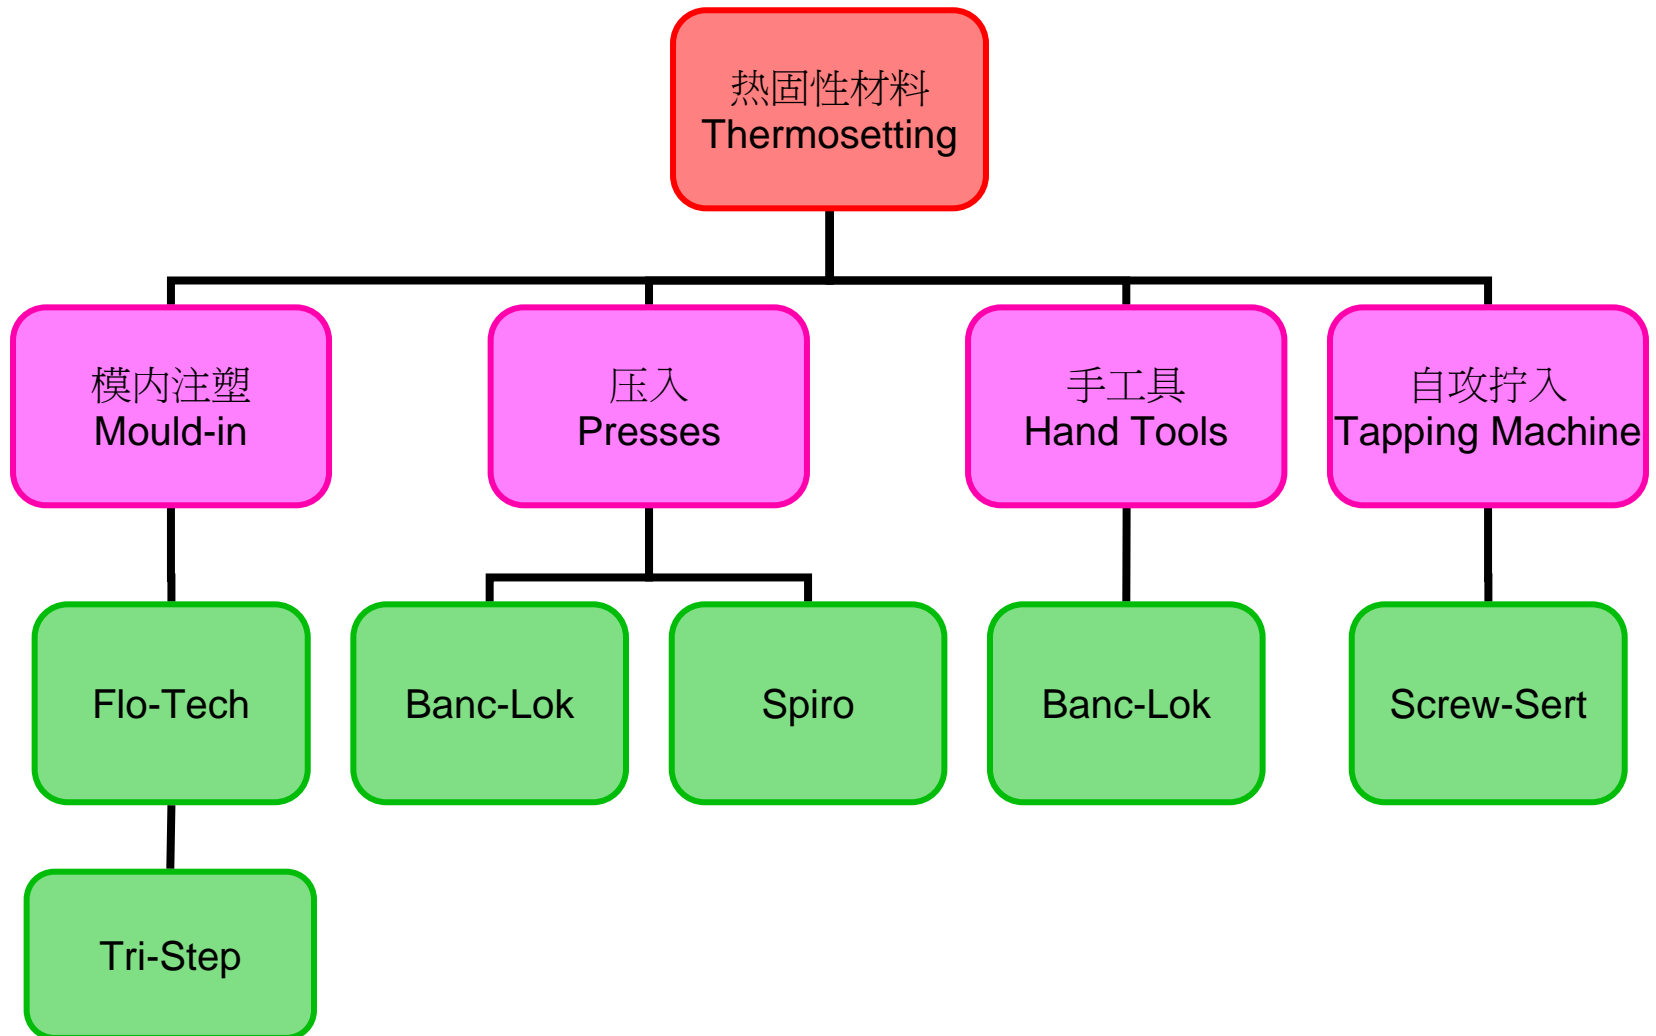 热固性材料
Thermosetting
模内注塑
Mould-in
压入
Presses
手工具
Hand Tools
自攻拧入
Tapping Machine
Flo-Tech
Banc-Lok
Spiro
Banc-Lok
Screw-Sert
Tri-Step